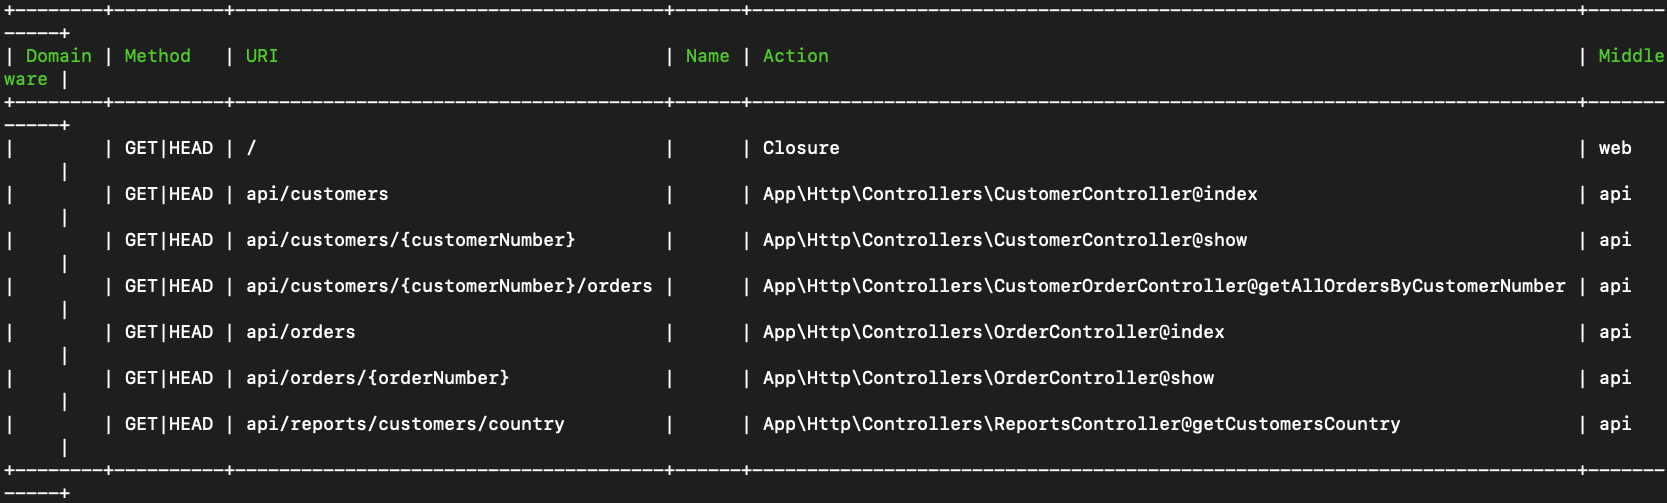 +--------+----------+----------------------------------------+------+---------------------------------------------------------------------------+-------
-----+
| Domain | Method   | URI                                    | Name | Action                                                                    | Middle
ware |
+--------+----------+----------------------------------------+------+---------------------------------------------------------------------------+-------
-----+
|        | GET|HEAD | /                                      |      | Closure                                                                   | web
     |
|        | GET|HEAD | api/customers                          |      | App\Http\Controllers\CustomerController@index                             | api
     |
|        | GET|HEAD | api/customers/{customerNumber}         |      | App\Http\Controllers\CustomerController@show                              | api
     |
|        | GET|HEAD | api/customers/{customerNumber}/orders |      | App\Http\Controllers\CustomerOrderController@getAllOrdersByCustomerNumber | api
     |
|        | GET|HEAD | api/orders                             |      | App\Http\Controllers\OrderController@index                                | api
     |
|        | GET|HEAD | api/orders/{orderNumber}               |      | App\Http\Controllers\OrderController@show                                 | api
     |
|        | GET|HEAD | api/reports/customers/country          |      | App\Http\Controllers\ReportsController@getCustomersCountry                | api
     |
+--------+----------+----------------------------------------+------+---------------------------------------------------------------------------+-------
-----+